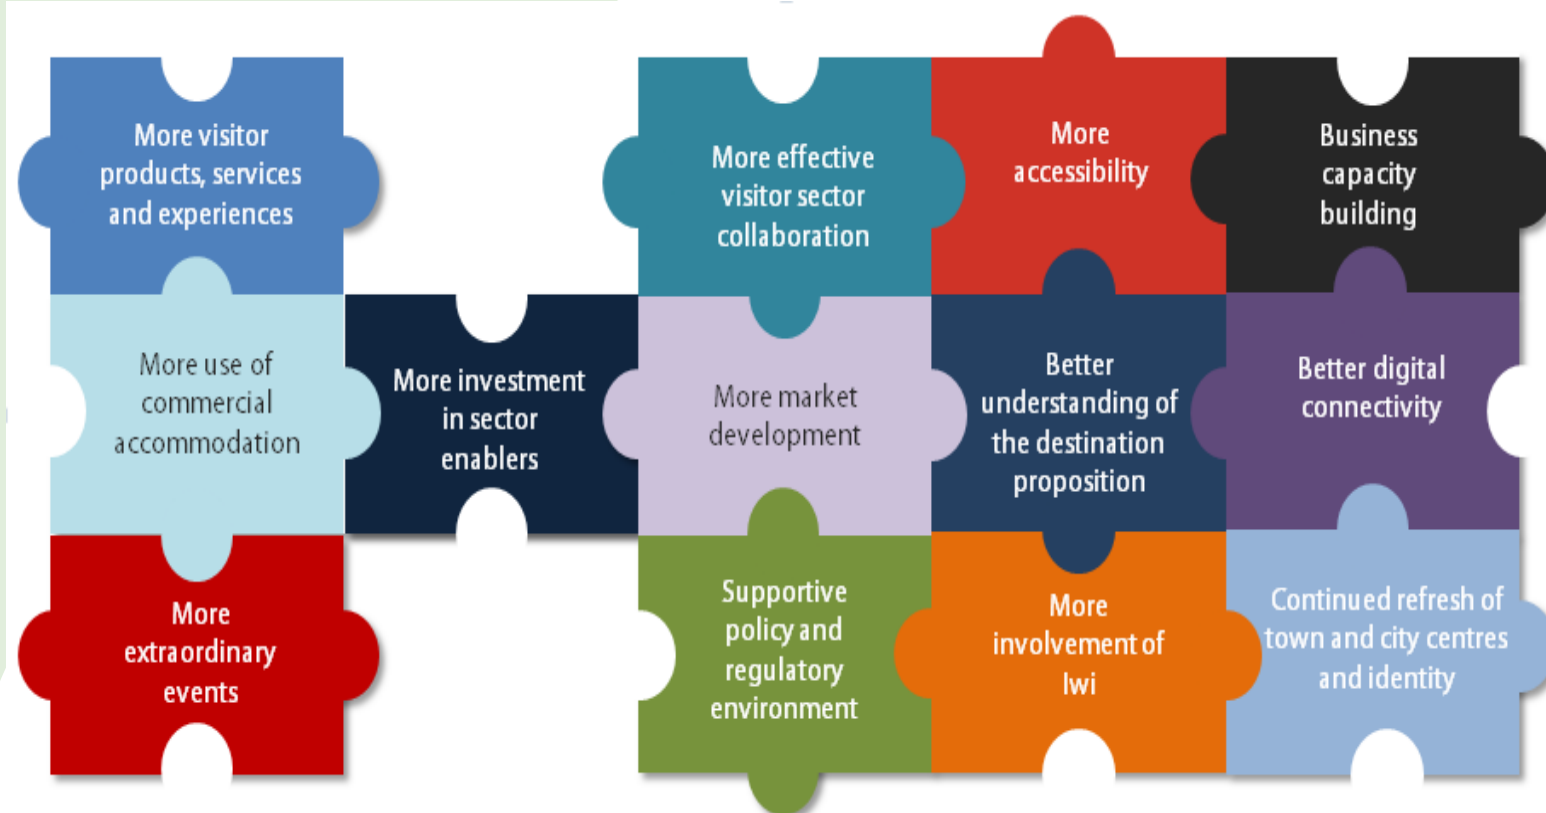 More visitor
products, services
and experiences
More effective
visitor sector
collaboration
More
accessibility
Business
capacity
building
More use of
commercial
accommodation
More investment
in sector
enablers
More market
development
Better
understanding of
the destination
proposition
Better digital
connectivity
More
extraordinary
events
Supportive
policy and
regulatory
environment
More
involvement of
Iwi
Continued refresh of
town and city centres
and identity